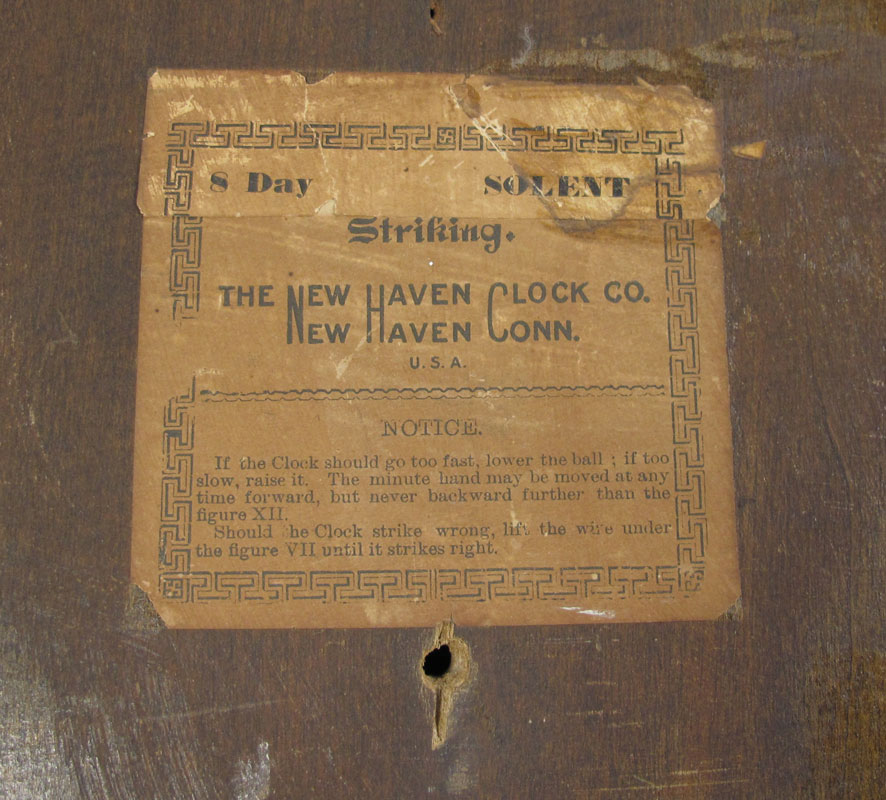 8 Day SOLENT
Striking.
THE NEW HAVEN CLOCK CO.
NEW HAVEN CONN.
U.S.A.
NOTICE.
If the Clock should go too fast, lower the ball ; if too
slow, raise it. The minute hand may be moved at any
time forward, but never backward further than the
figure XII.
Should he Clock strike wrong, lift the wire under
the figure VII until it strikes right.